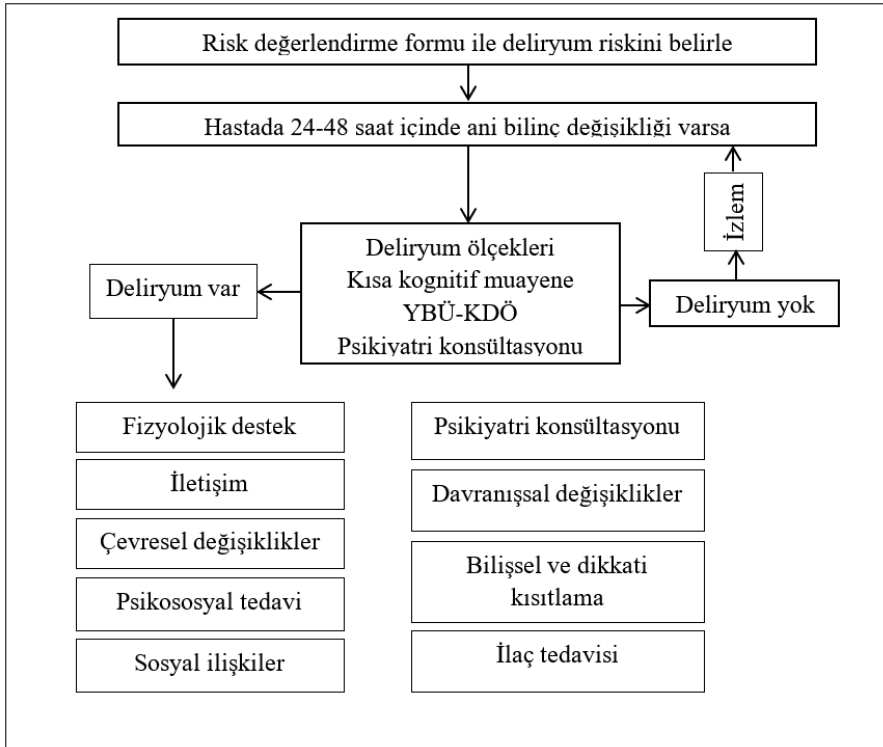 Risk değerlendirme formu ile deliryum riskini belirle
Hastada 24-48 saat içinde ani bilinç değişikliği varsa
İzlem
Deliryum ölçekleri
Kısa kognitif muayene
YBÜ-KDÖ
Psikiyatri konsültasyonu
Deliryum var
Deliryum yok
Fizyolojik destek
İletişim
Çevresel değişiklikler
Psikososyal tedavi
Sosyal ilişkiler
Psikiyatri konsültasyonu
Davranışsal değişiklikler
Bilişsel ve dikkati
kısıtlama
İlaç tedavisi